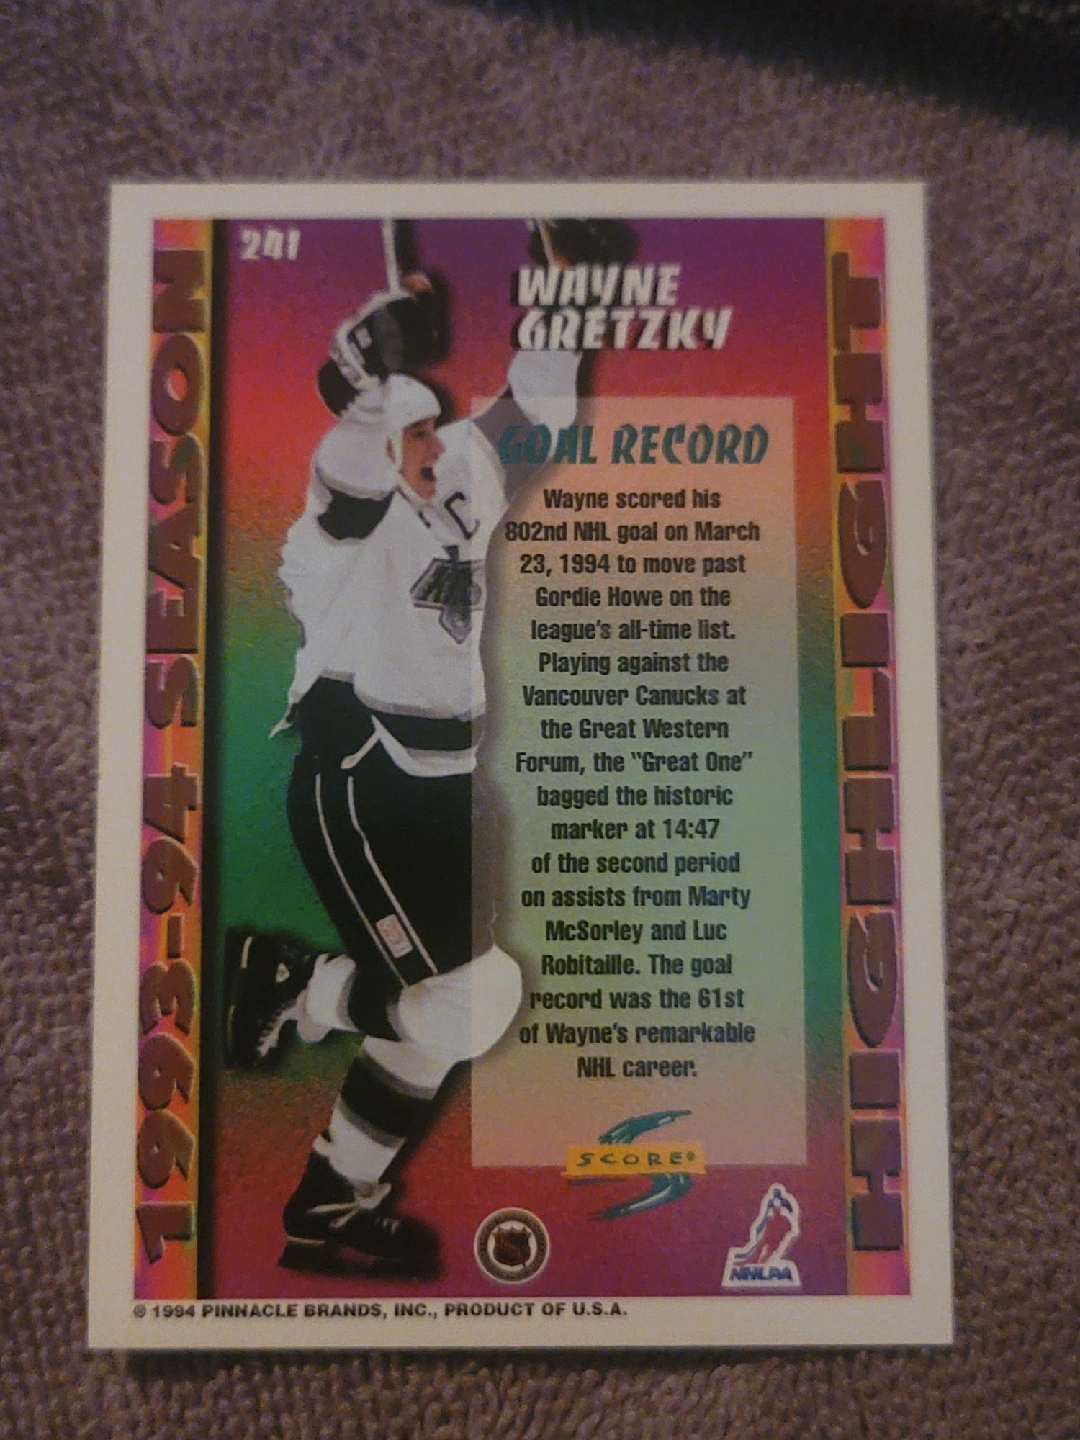 241
WAYNE
GRETZKY
1993-94 SEASON
HIGHLIGHT
GOAL RECORD
Wayne scored his
802nd NHL goal on March
23, 1994 to move past
Gordie Howe on the
league's all-time list.
Playing against the
Vancouver Canucks at
the Great Western
Forum, the "Great One"
bagged the historic
marker at 14:47
of the second period
on assists from Marty
McSorley and Luc
Robitaille. The goal
record was the 61st
of Wayne's remarkable
NHL career.
SCORE®
NHLPA
© 1994 PINNACLE BRANDS, INC., PRODUCT OF U.S.A.
C